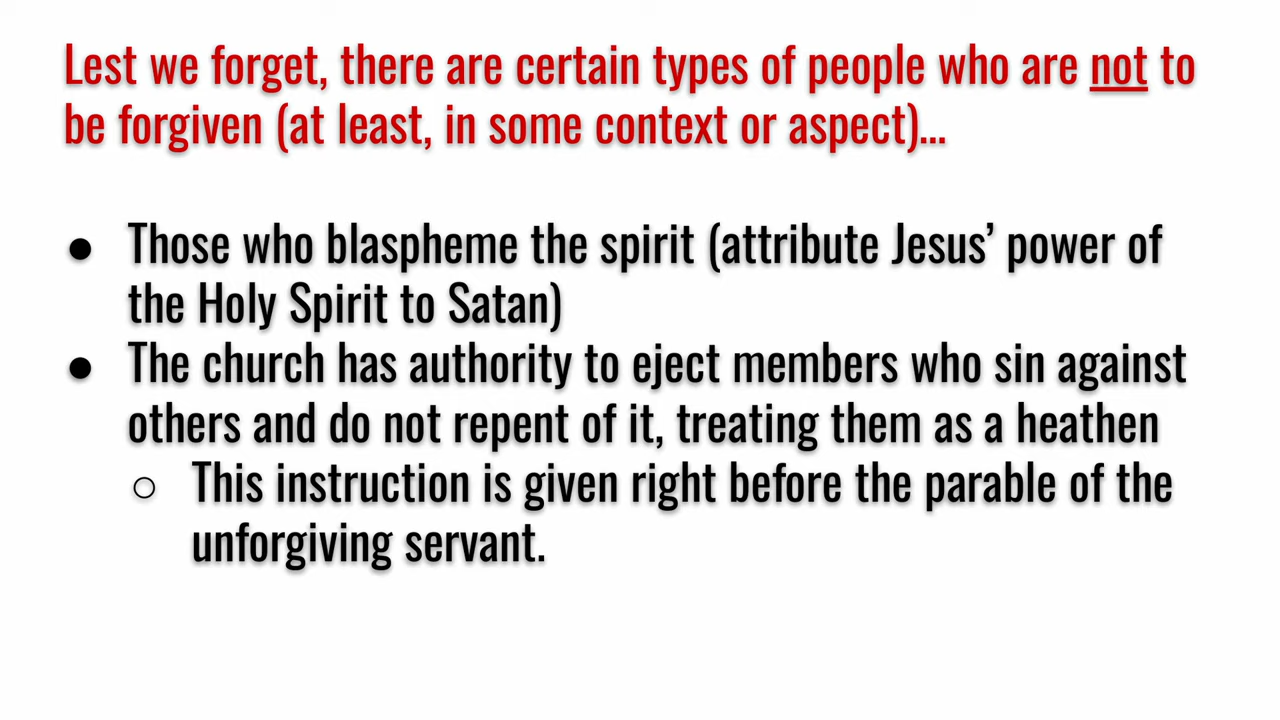 Lest we forget, there are certain types of people who are not to
be forgiven (at least, in some context or aspect)...
● Those who blaspheme the spirit (attribute Jesus’ power of
the Holy Spirit to Satan)
● The church has authority to eject members who sin against
others and do not repent of it, treating them as a heathen
○ This instruction is given right before the parable of the
unforgiving servant.